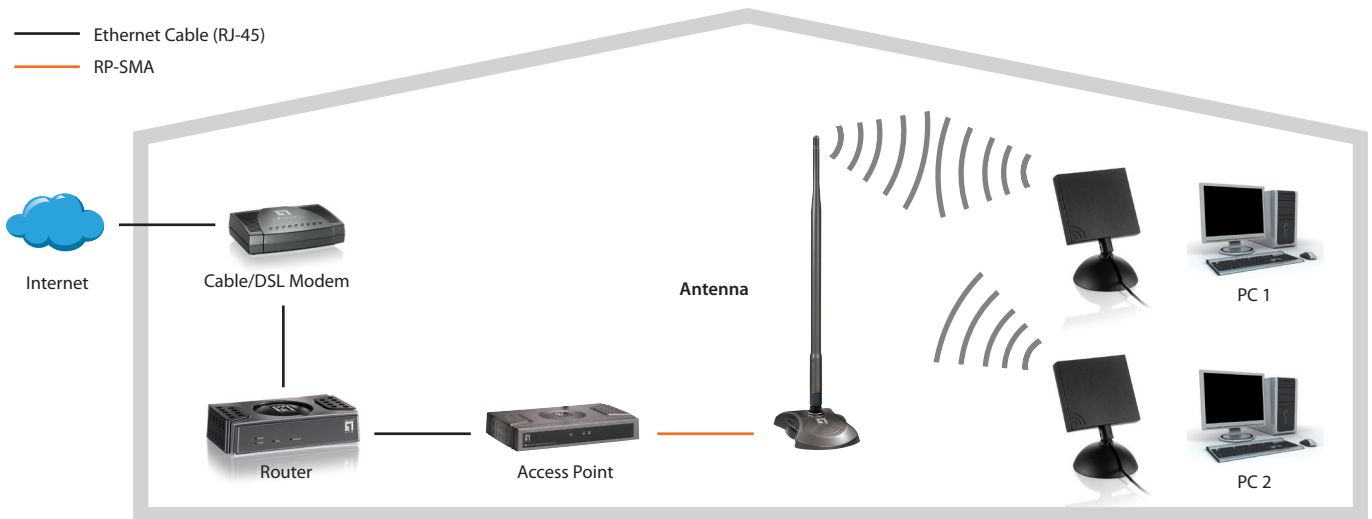 Ethernet Cable (RJ-45)
RP-SMA
Internet
Cable/DSL Modem
Antenna
PC 1
Router
Access Point
PC 2